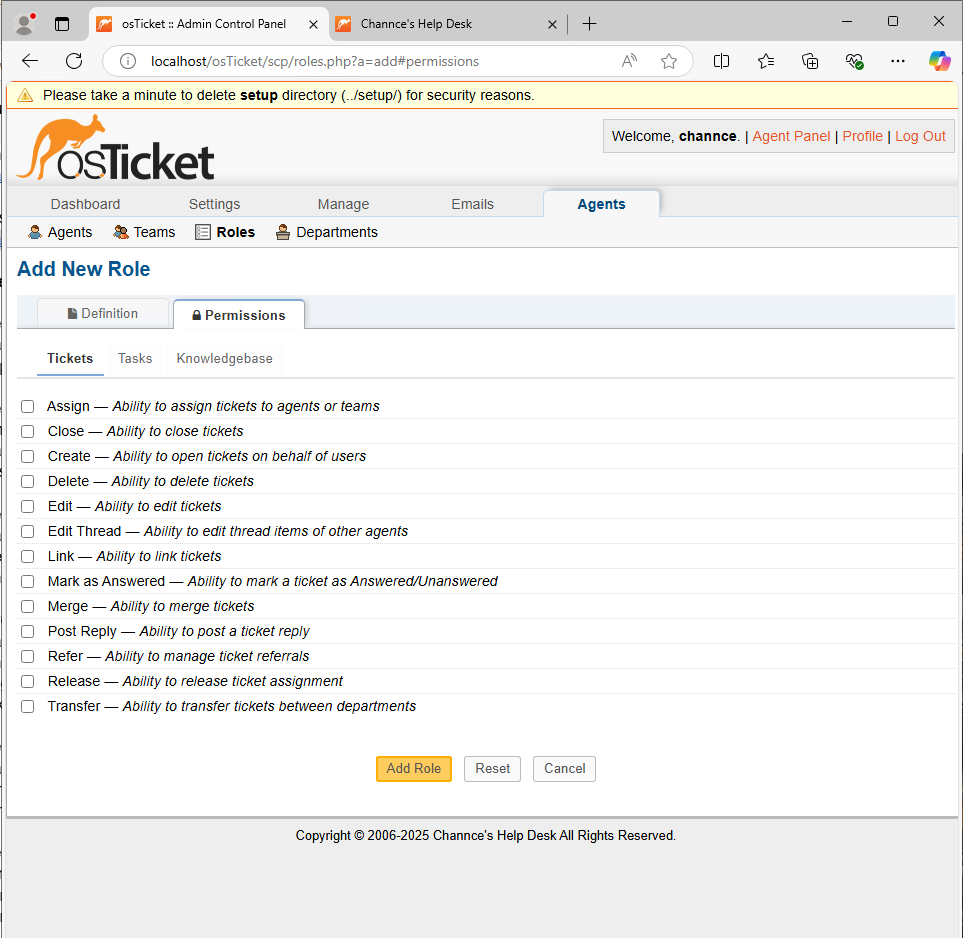 osTicket :: Admin Control Panel
Channce's Help Desk
localhost/osTicket/scp/roles.php?a=add#permissions
Please take a minute to delete setup directory (../setup/) for security reasons.
osTicket
Welcome, channce. | Agent Panel | Profile | Log Out
Dashboard Settings Manage Emails Agents
Agents Teams Roles Departments
Add New Role
Definition Permissions
Tickets Tasks Knowledgebase
Assign — Ability to assign tickets to agents or teams
Close — Ability to close tickets
Create — Ability to open tickets on behalf of users
Delete — Ability to delete tickets
Edit — Ability to edit tickets
Edit Thread — Ability to edit thread items of other agents
Link — Ability to link tickets
Mark as Answered — Ability to mark a ticket as Answered/Unanswered
Merge — Ability to merge tickets
Post Reply — Ability to post a ticket reply
Refer — Ability to manage ticket referrals
Release — Ability to release ticket assignment
Transfer — Ability to transfer tickets between departments
Add Role Reset Cancel
Copyright © 2006-2025 Channce's Help Desk All Rights Reserved.